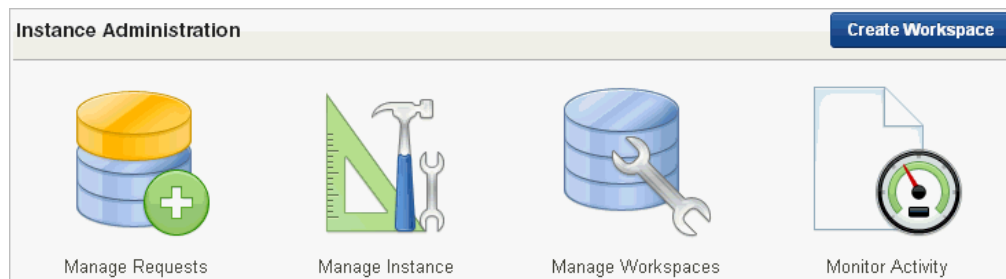 Instance Administration
Create Workspace
Manage Requests
Manage Instance
Manage Workspaces
Monitor Activity